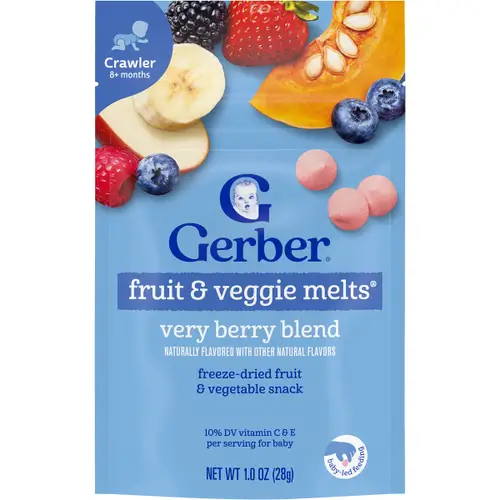 Crawler
8+ months
Gerber®
fruit & veggie melts®
very berry blend
NATURALLY FLAVORED WITH OTHER NATURAL FLAVORS
freeze-dried fruit
& vegetable snack
10% DV vitamin C & E
per serving for baby
baby-led feeding
NET WT 1.0 OZ (28g)